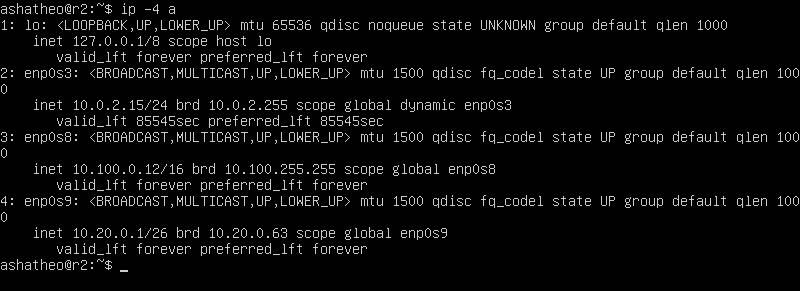 ashatheo@r2:~$ ip -4 a
1: lo: <LOOPBACK,UP,LOWER_UP> mtu 65536 qdisc noqueue state UNKNOWN group default qlen 1000
    inet 127.0.0.1/8 scope host lo
       valid_lft forever preferred_lft forever
2: enp0s3: <BROADCAST,MULTICAST,UP,LOWER_UP> mtu 1500 qdisc fq_codel state UP group default qlen 100
0
    inet 10.0.2.15/24 brd 10.0.2.255 scope global dynamic enp0s3
       valid_lft 85545sec preferred_lft 85545sec
3: enp0s8: <BROADCAST,MULTICAST,UP,LOWER_UP> mtu 1500 qdisc fq_codel state UP group default qlen 100
0
    inet 10.100.0.12/16 brd 10.100.255.255 scope global enp0s8
       valid_lft forever preferred_lft forever
4: enp0s9: <BROADCAST,MULTICAST,UP,LOWER_UP> mtu 1500 qdisc fq_codel state UP group default qlen 100
0
    inet 10.20.0.1/26 brd 10.20.0.63 scope global enp0s9
       valid_lft forever preferred_lft forever
ashatheo@r2:~$ _